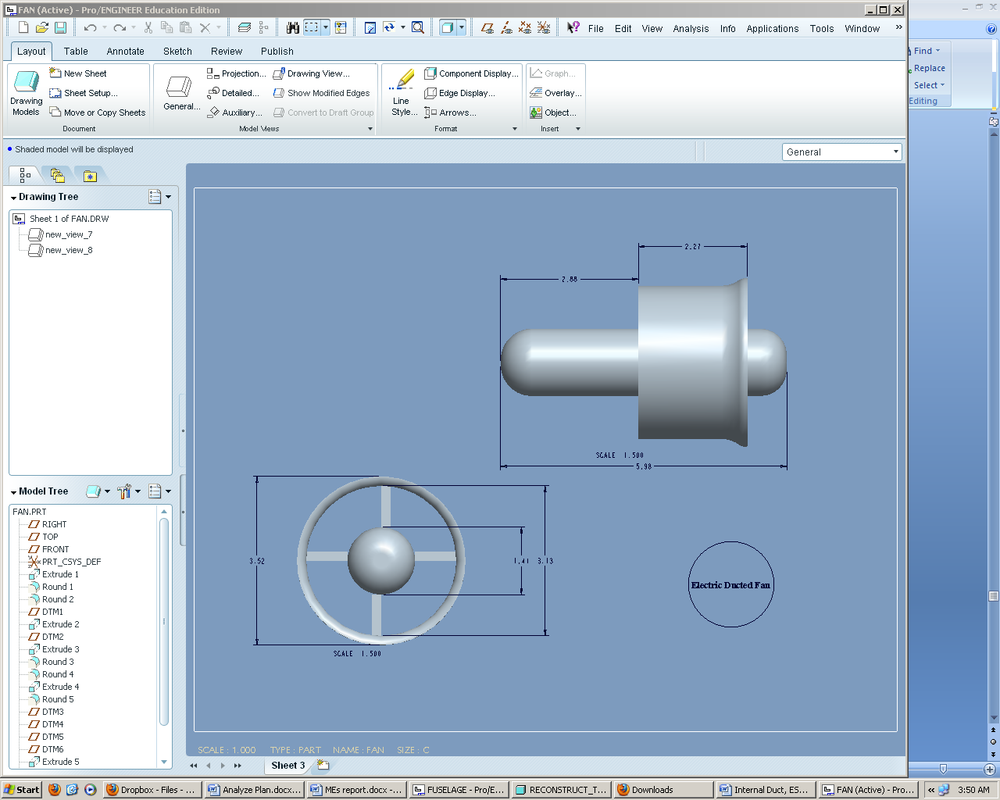 FAN (Active) - Pro/ENGINEER Education Edition
File Edit View Analysis Info Applications Tools Window »
Layout Table Annotate Sketch Review Publish
Find
Replace
Select
Editing
Drawing Models
New Sheet
Sheet Setup...
Move or Copy Sheets
Document
General...
Projection...
Detailed...
Auxiliary...
Drawing View...
Show Modified Edges
Convert to Draft Group
Model Views
Line Style...
Component Display...
Edge Display...
Arrows...
Format
Graph...
Overlay...
Object...
Insert
Shaded model will be displayed
General
Drawing Tree
Sheet 1 of FAN.DRW
new_view_7
new_view_8
Model Tree
FAN.PRT
RIGHT
TOP
FRONT
PRT_CSYS_DEF
Extrude 1
Round 1
Round 2
DTM1
Extrude 2
DTM2
Extrude 3
Round 3
Round 4
Extrude 4
Round 5
DTM3
DTM4
DTM5
DTM6
Extrude 5
2.27
2.88
SCALE 1.500
5.98
3.52
1.41
3.13
SCALE 1.500
Electric Ducted Fan
SCALE : 1.000 TYPE : PART NAME : FAN SIZE : C
Sheet 3
Start
Dropbox - Files - ...
Analyze Plan.docx...
MEs report.docx -...
FUSELAGE - Pro/E...
RECONSTRUCT_T...
Downloads
Internal Duct, ES...
FAN (Active) - Pro...
«
3:50 AM